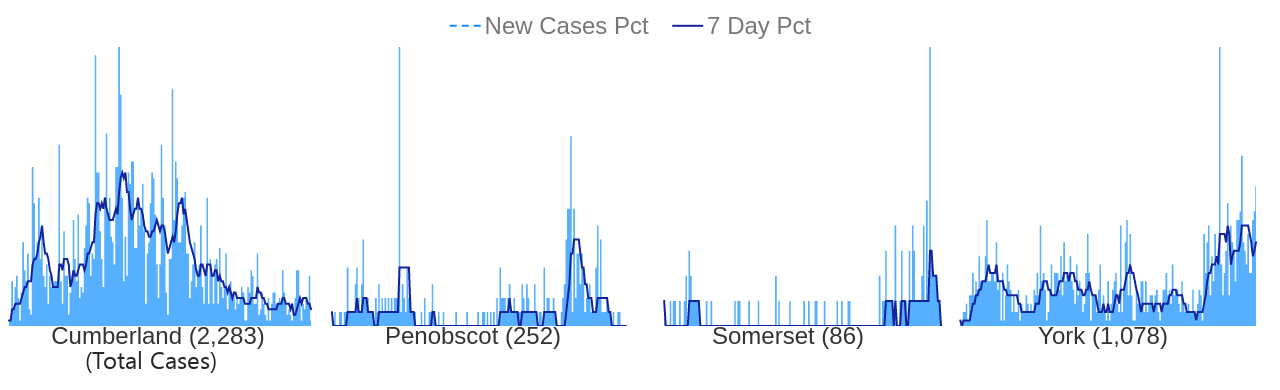 New Cases Pct 7 Day Pct
Cumberland (2,283) Penobscot (252) Somerset (86) York (1,078)
(Total Cases)